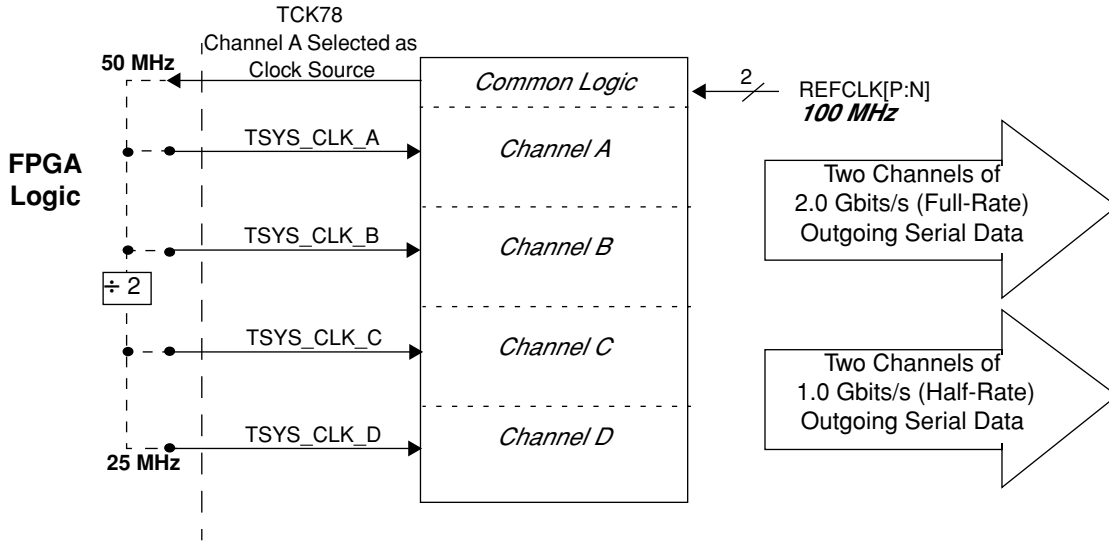 TCK78
Channel A Selected as
Clock Source
50 MHz
Common Logic
2
REFCLK[P:N]
100 MHz
TSYS_CLK_A
Channel A
FPGA
Logic
Two Channels of
2.0 Gbits/s (Full-Rate)
Outgoing Serial Data
TSYS_CLK_B
Channel B
÷ 2
TSYS_CLK_C
Channel C
Two Channels of
1.0 Gbits/s (Half-Rate)
Outgoing Serial Data
TSYS_CLK_D
Channel D
25 MHz